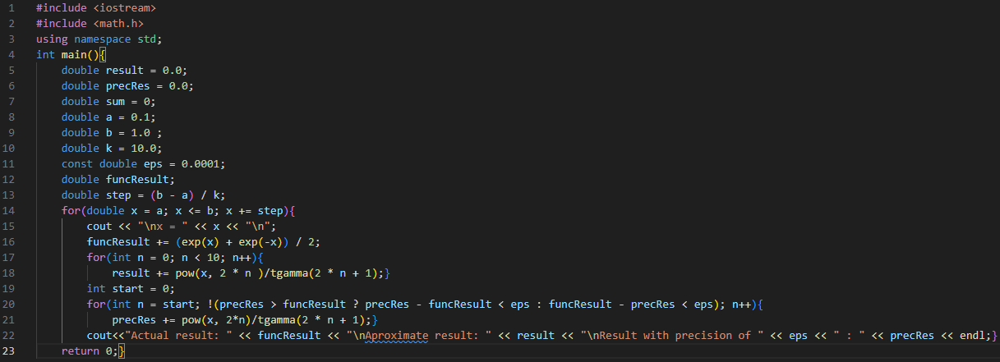 1 #include <iostream>
2 #include <math.h>
3 using namespace std;
4 int main(){
5     double result = 0.0;
6     double precRes = 0.0;
7     double sum = 0;
8     double a = 0.1;
9     double b = 1.0 ;
10     double k = 10.0;
11     const double eps = 0.0001;
12     double funcResult;
13     double step = (b - a) / k;
14     for(double x = a; x <= b; x += step){
15         cout << "\nx = " << x << "\n";
16         funcResult += (exp(x) + exp(-x)) / 2;
17         for(int n = 0; n < 10; n++){
18             result += pow(x, 2 * n )/tgamma(2 * n + 1);}
19         int start = 0;
20         for(int n = start; !(precRes > funcResult ? precRes - funcResult < eps : funcResult - precRes < eps); n++){
21             precRes += pow(x, 2*n)/tgamma(2 * n + 1);}
22         cout<<"Actual result: " << funcResult << "\nAproximate result: " << result << "\nResult with precision of " << eps << " : " << precRes << endl;}
23     return 0;}